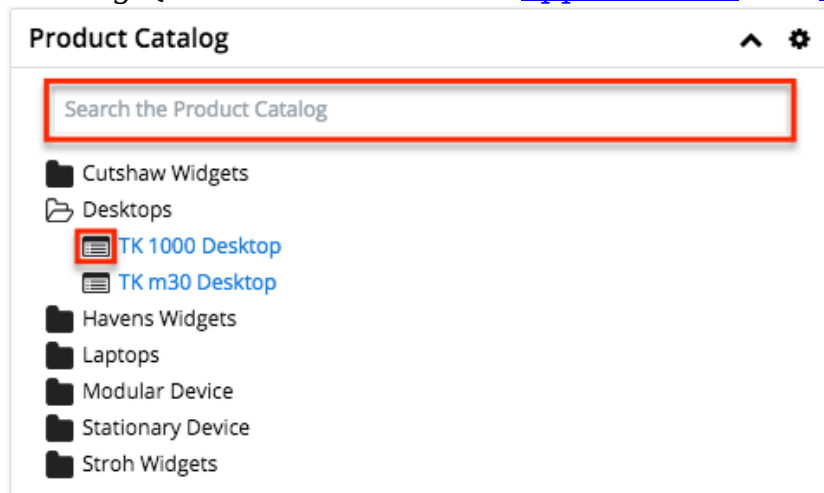 Product Catalog
Search the Product Catalog
Cutshaw Widgets
Desktops
TK 1000 Desktop
TK m30 Desktop
Havens Widgets
Laptops
Modular Device
Stationary Device
Stroh Widgets